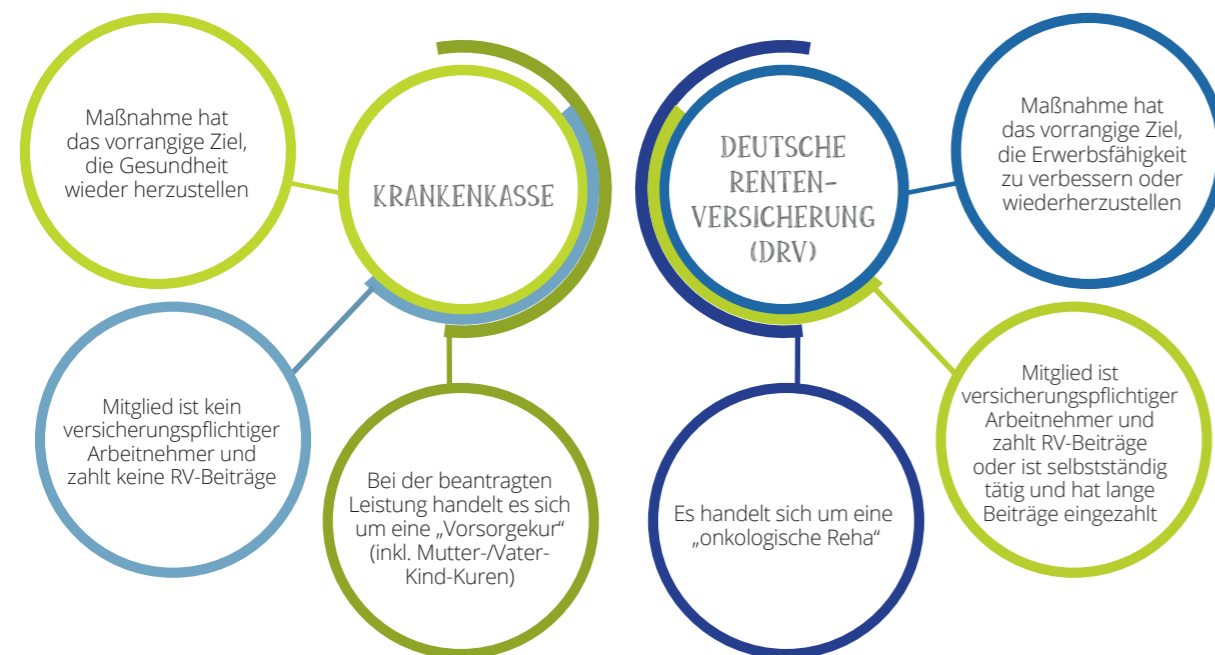 KRANKENKASSE
Maßnahme hat
das vorrangige Ziel,
die Gesundheit
wieder herzustellen
Mitglied ist kein
versicherungspflichtiger
Arbeitnehmer und
zahlt keine RV-Beiträge
Bei der beantragten
Leistung handelt es sich
um eine „Vorsorgekur“
(inkl. Mutter-/Vater-
Kind-Kuren)
DEUTSCHE
RENTEN-
VERSICHERUNG
(DRV)
Maßnahme hat
das vorrangige Ziel,
die Erwerbsfähigkeit
zu verbessern oder
wiederherzustellen
Mitglied ist
versicherungspflichtiger
Arbeitnehmer und
zahlt RV-Beiträge
oder ist selbstständig
tätig und hat lange
Beiträge eingezahlt
Es handelt sich um eine
„onkologische Reha“